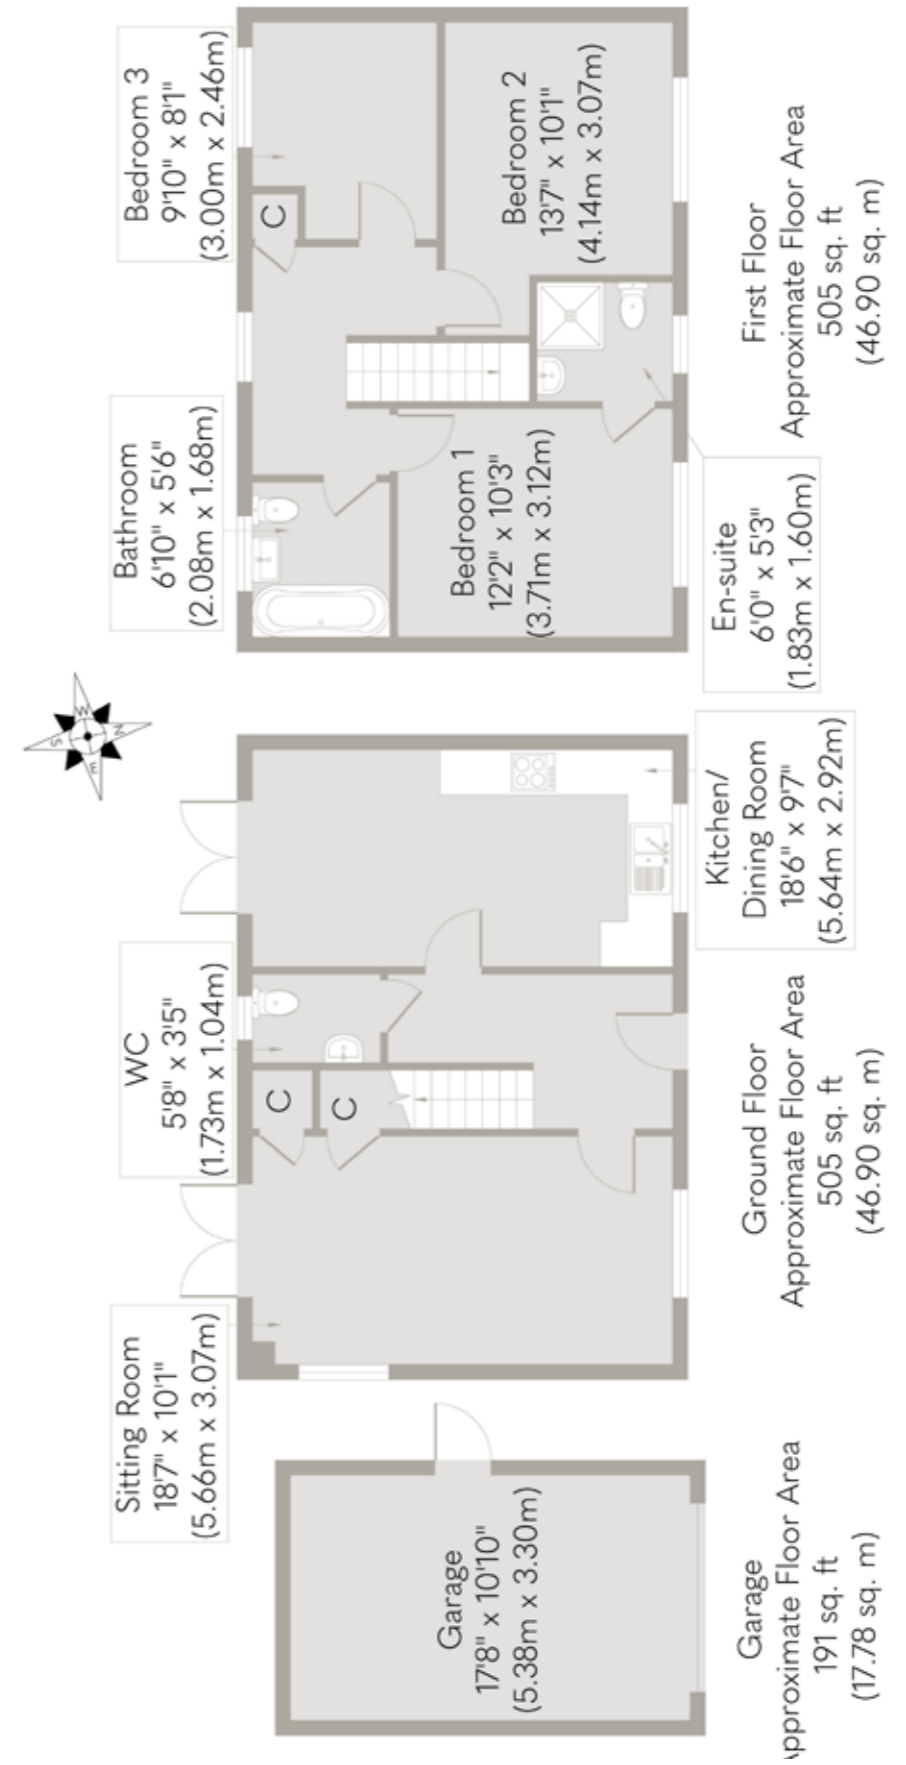 Sitting Room
18'7" x 10'1"
(5.66m x 3.07m)
WC
5'8" x 3'5"
(1.73m x 1.04m)
S
W
N
E
Bathroom
6'10" x 5'6"
(2.08m x 1.68m)
Bedroom 3
9'10" x 8'1"
(3.00m x 2.46m)
C
C
C
Garage
17'8" x 10'10"
(5.38m x 3.30m)
Bedroom 1
12'2" x 10'3"
(3.71m x 3.12m)
Bedroom 2
13'7" x 10'1"
(4.14m x 3.07m)
Kitchen/
Dining Room
18'6" x 9'7"
(5.64m x 2.92m)
En-suite
6'0" x 5'3"
(1.83m x 1.60m)
Garage
Approximate Floor Area
191 sq. ft
(17.78 sq. m)
Ground Floor
Approximate Floor Area
505 sq. ft
(46.90 sq. m)
First Floor
Approximate Floor Area
505 sq. ft
(46.90 sq. m)